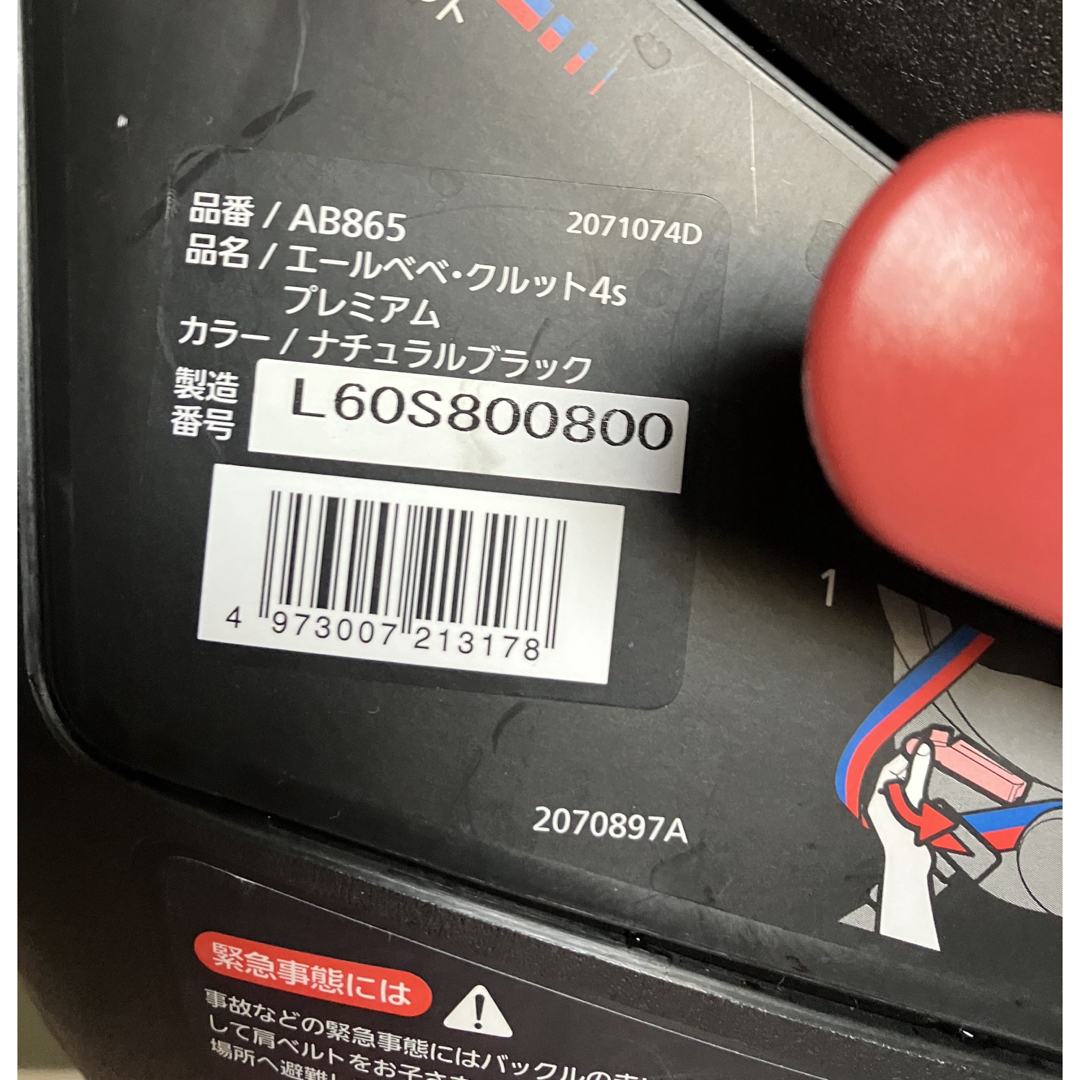 品番 / AB865
2071074D
品名 / エールベベ・クルット4s
プレミアム
カラー / ナチュラルブラック
製造
番号
L60S800800
4 973007 213178
1
2070897A
緊急事態には
事故などの緊急事態にはバックルの
して肩ベルトをお子さま
場所へ避難し